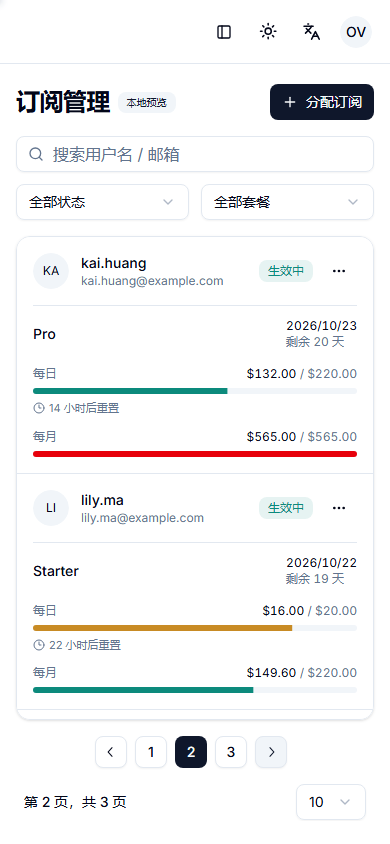 OV
订阅管理 本地预览 分配订阅
搜索用户名 / 邮箱
全部状态 全部套餐
KA kai.huang 生效中
kai.huang@example.com
Pro 2026/10/23
剩余 20 天
每日 $132.00 / $220.00
14 小时后重置
每月 $565.00 / $565.00
LI lily.ma 生效中
lily.ma@example.com
Starter 2026/10/22
剩余 19 天
每日 $16.00 / $20.00
22 小时后重置
每月 $149.60 / $220.00
1 2 3
第 2 页，共 3 页 10